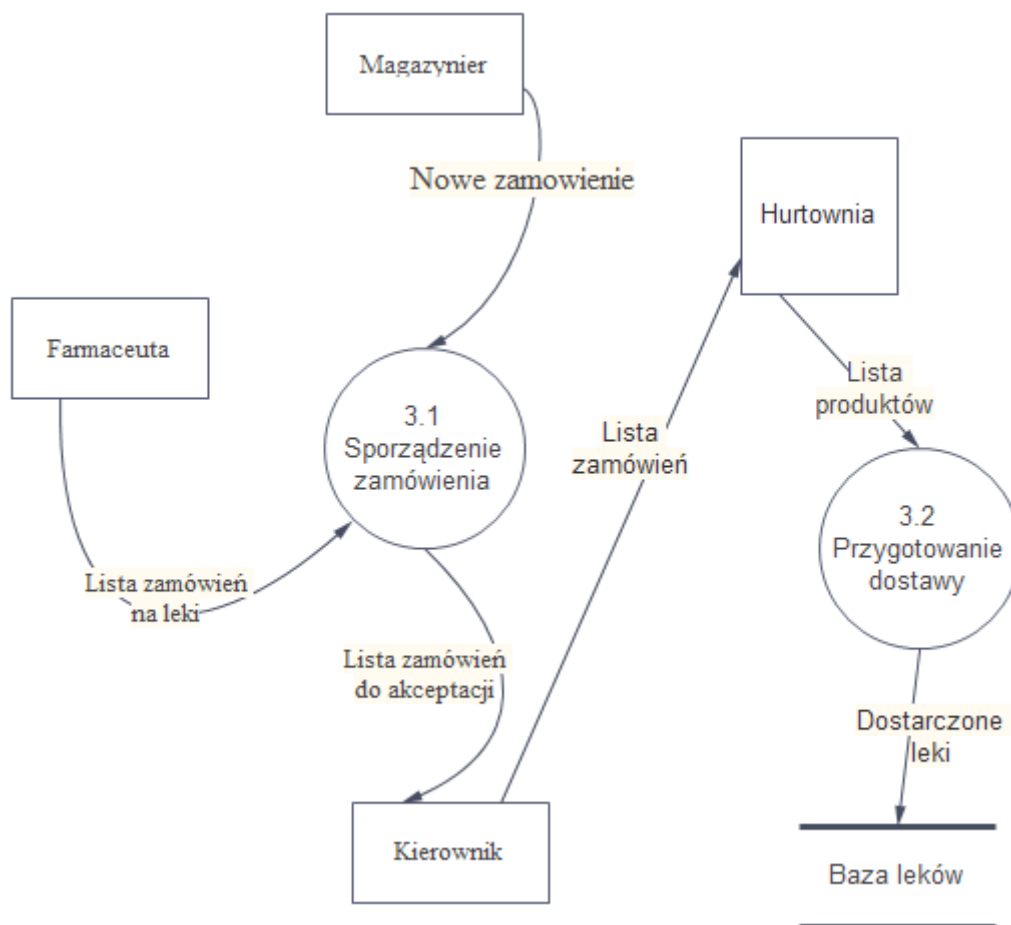 Magazynier
Nowe zamowienie
Hurtownia
Farmaceuta
Lista
produktów
3.1
Sporządzenie
zamówienia
Lista
zamówień
3.2
Przygotowanie
dostawy
Lista zamówień
na leki
Lista zamówień
do akceptacji
Dostarczone
leki
Kierownik
Baza leków